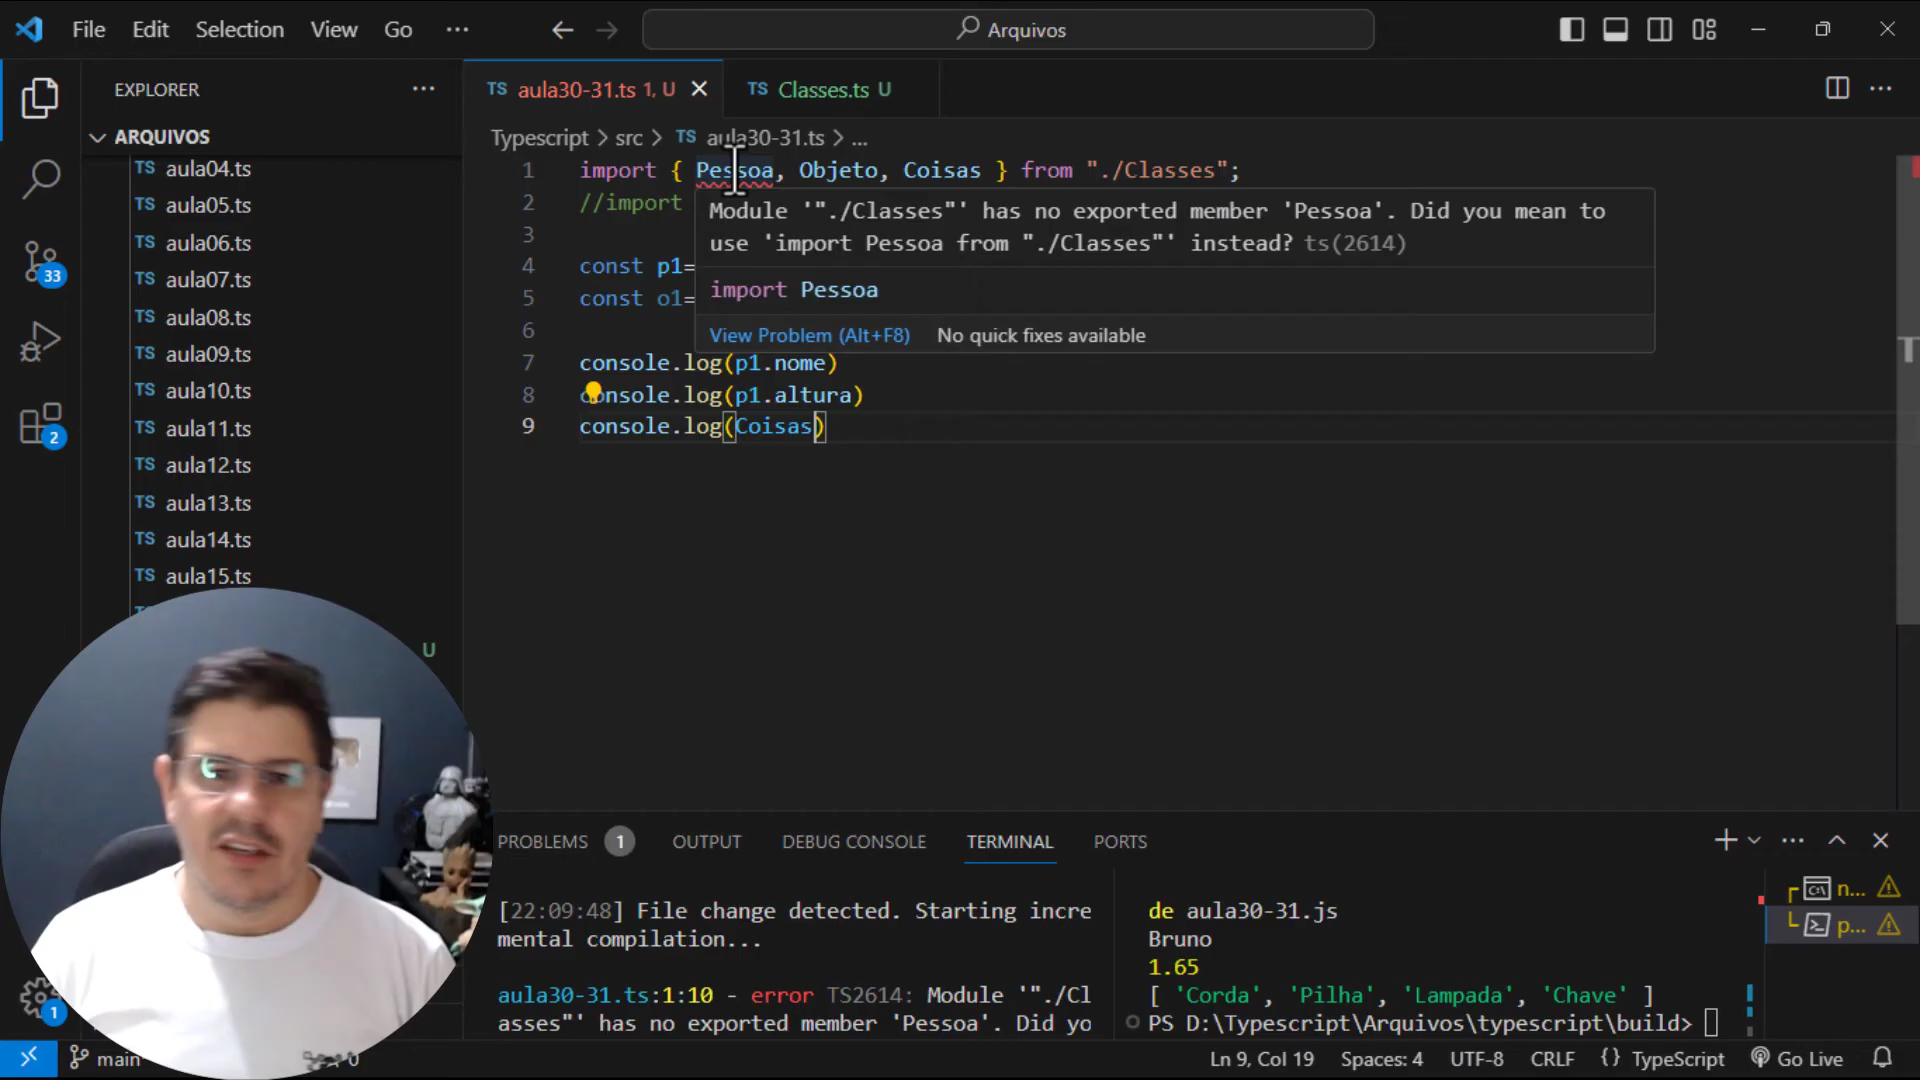 File Edit Selection View Go ··· Arquivos
EXPLORER ···
ARQUIVOS
TS aula04.ts
TS aula05.ts
TS aula06.ts
TS aula07.ts
TS aula08.ts
TS aula09.ts
TS aula10.ts
TS aula11.ts
TS aula12.ts
TS aula13.ts
TS aula14.ts
TS aula15.ts
U
33
2
1
TS aula30-31.ts 1, U
TS Classes.ts U
Typescript > src > TS aula30-31.ts > ...
1 import { Pessoa, Objeto, Coisas } from "./Classes";
2 //import
3
4 const p1=
5 const o1=
6
7 console.log(p1.nome)
8 console.log(p1.altura)
9 console.log(Coisas)
Module '"./Classes"' has no exported member 'Pessoa'. Did you mean to
use 'import Pessoa from "./Classes"' instead? ts(2614)
import Pessoa
View Problem (Alt+F8) No quick fixes available
PROBLEMS 1 OUTPUT DEBUG CONSOLE TERMINAL PORTS
[22:09:48] File change detected. Starting incre
mental compilation...
aula30-31.ts:1:10 - error TS2614: Module '"./Cl
asses"' has no exported member 'Pessoa'. Did yo
de aula30-31.js
Bruno
1.65
[ 'Corda', 'Pilha', 'Lampada', 'Chave' ]
PS D:\Typescript\Arquivos\typescript\build>
n...
p...
main
0
Ln 9, Col 19 Spaces: 4 UTF-8 CRLF {} TypeScript Go Live